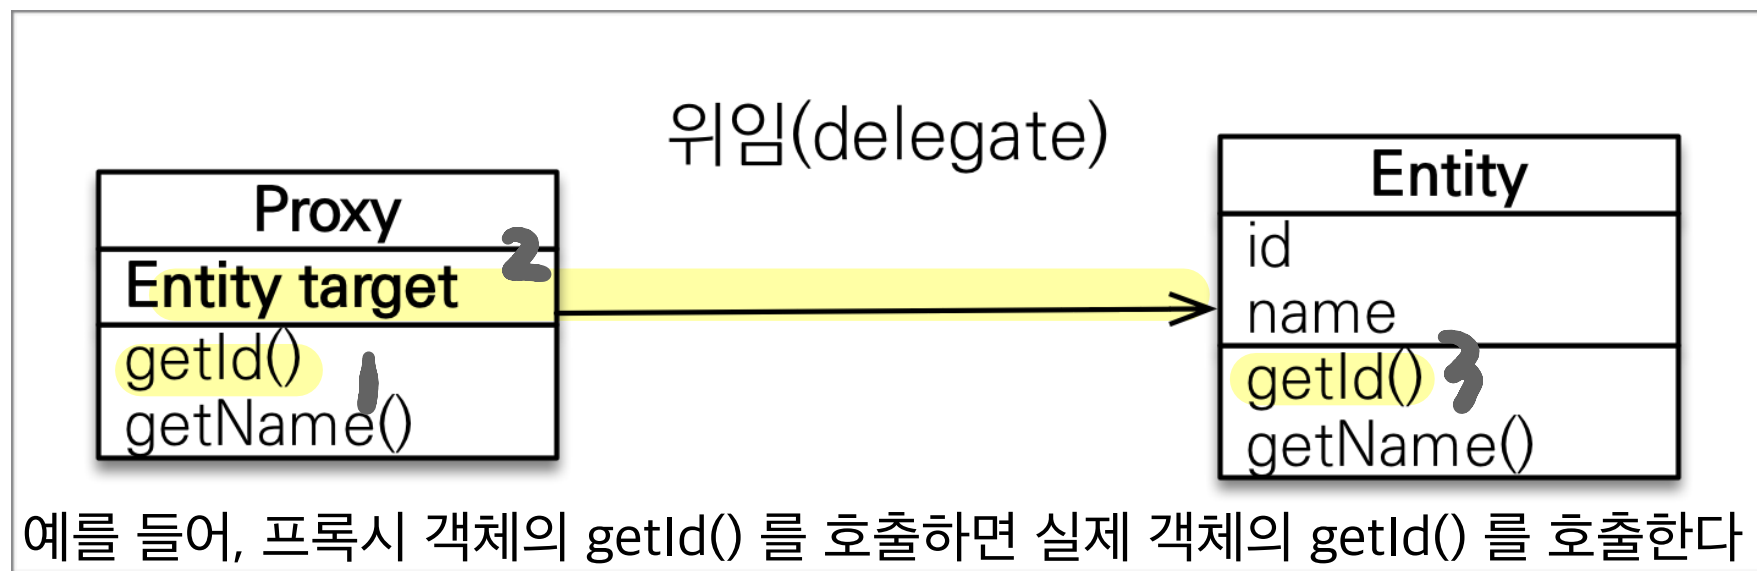 위임(delegate)
Proxy
Entity target
2
getId()
1
getName()
Entity
id
name
getId()
3
getName()
예를 들어, 프록시 객체의 getId() 를 호출하면 실제 객체의 getId() 를 호출한다